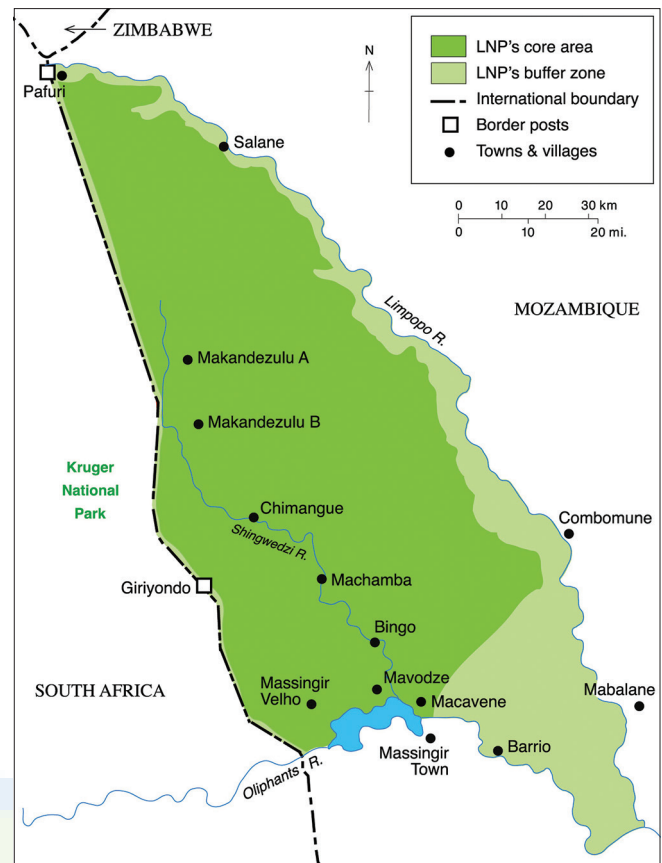 ZIMBABWE
LNP's core area
LNP's buffer zone
International boundary
Border posts
Towns & villages
N
0 10 20 30 km
0 10 20 mi.
Pafuri
Salane
Limpopo R.
MOZAMBIQUE
Makandezulu A
Makandezulu B
Kruger
National
Park
Chimangue
Shingwedzi R.
Combomune
Giriyondo
Machamba
Bingo
SOUTH AFRICA
Massingir
Velho
Mavodze
Macavene
Mabalane
Massingir
Town
Barrio
Oliphants R.